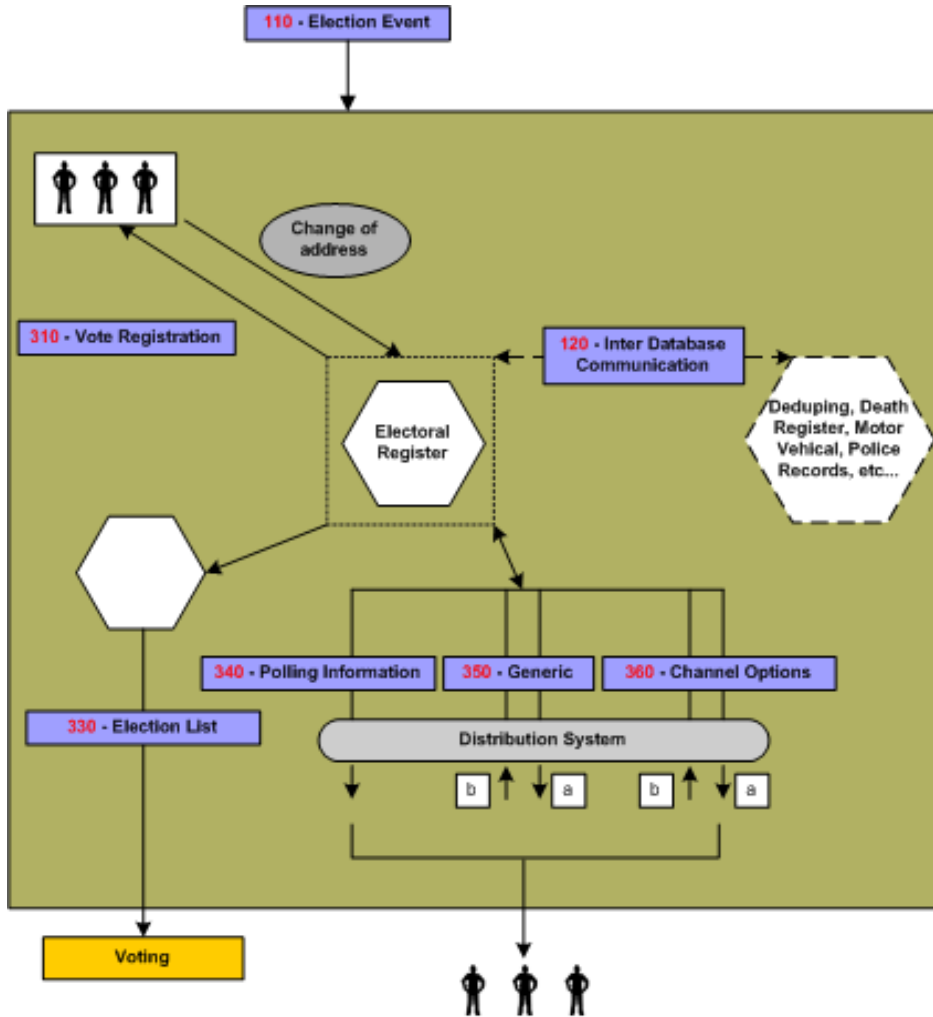 110 - Election Event
Change of
address
310 - Vote Registration
120 - Inter Database
Communication
Electoral
Register
Deduping, Death
Register, Motor
Vehical, Police
Records, etc...
340 - Polling Information
350 - Generic
360 - Channel Options
330 - Election List
Distribution System
b
a
b
a
Voting